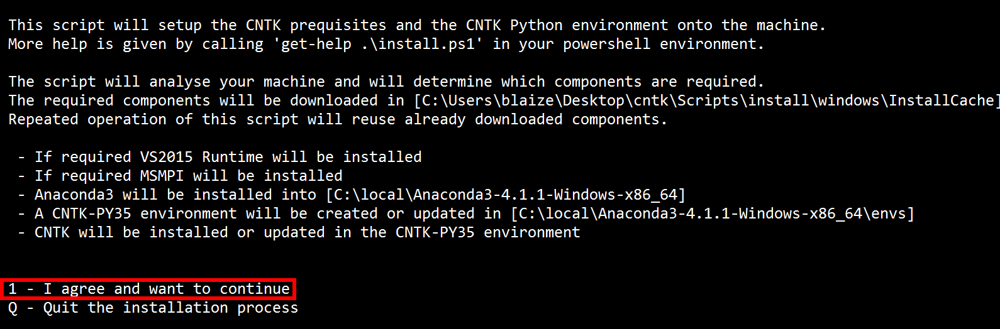 This script will setup the CNTK prequisites and the CNTK Python environment onto the machine.
More help is given by calling 'get-help .\install.ps1' in your powershell environment.
The script will analyse your machine and will determine which components are required.
The required components will be downloaded in [C:\Users\blaize\Desktop\cntk\Scripts\install\windows\InstallCache]
Repeated operation of this script will reuse already downloaded components.
- If required VS2015 Runtime will be installed
- If required MSMPI will be installed
- Anaconda3 will be installed into [C:\local\Anaconda3-4.1.1-Windows-x86_64]
- A CNTK-PY35 environment will be created or updated in [C:\local\Anaconda3-4.1.1-Windows-x86_64\envs]
- CNTK will be installed or updated in the CNTK-PY35 environment
1 - I agree and want to continue
Q - Quit the installation process